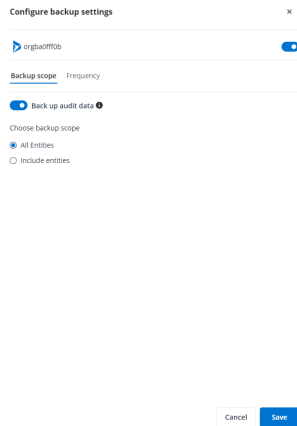 Configure backup settings
orgba0fff0b
Backup scope Frequency
Back up audit data
Choose backup scope
All Entities
Include entities
Cancel Save